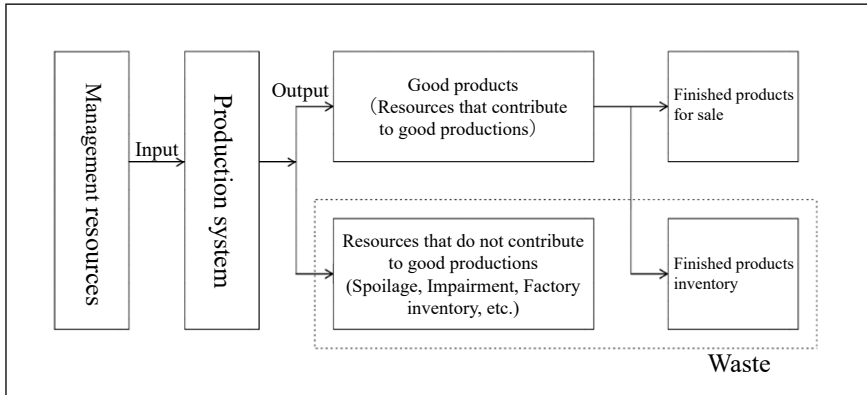 Management resources
Input
Production system
Output
Good products
（Resources that contribute
to good productions）
Finished products
for sale
Resources that do not contribute
to good productions
(Spoilage, Impairment, Factory
inventory, etc.)
Finished products
inventory
Waste